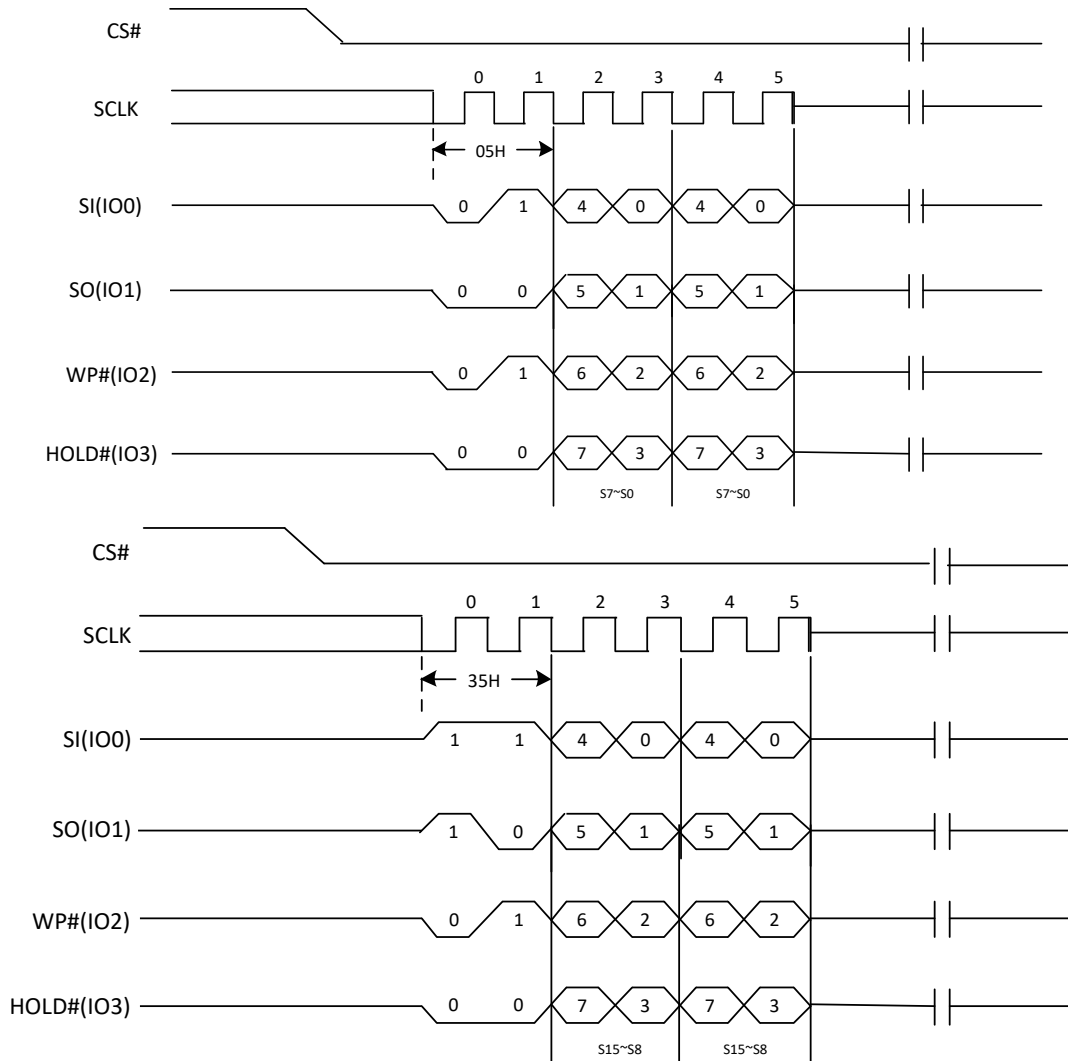 CS#
0 1 2 3 4 5
SCLK
05H
SI(IO0) 0 1 4 0 4 0
SO(IO1) 0 0 5 1 5 1
WP#(IO2) 0 1 6 2 6 2
HOLD#(IO3) 0 0 7 3 7 3
S7~S0 S7~S0
CS#
0 1 2 3 4 5
SCLK
35H
SI(IO0) 1 1 4 0 4 0
SO(IO1) 1 0 5 1 5 1
WP#(IO2) 0 1 6 2 6 2
HOLD#(IO3) 0 0 7 3 7 3
S15~S8 S15~S8